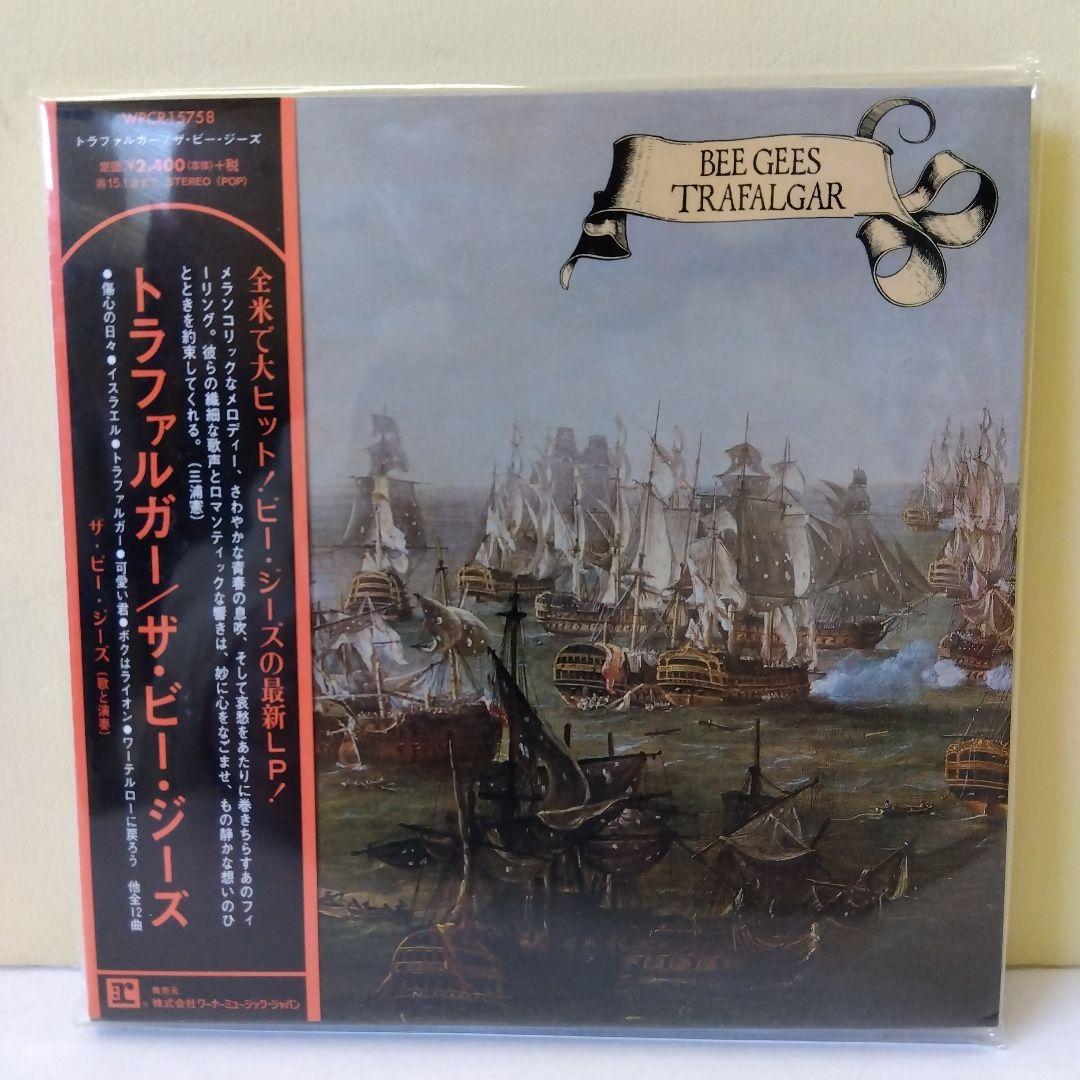 WPCR15758
トラファルガー/ザ・ビー・ジーズ
定価¥2,400(本体)+税
STEREO (POP)
全米で大ヒット!ビー・ジーズの最新LP!
メランコリックなメロディー、さわやかな青春の息吹、そして哀愁をあたりに巻きちらすあのフィ
ーリング。彼らの繊細な歌声とロマンティックな響きは、妙に心をなごませ、もの静かな想いのひ
とときを約束してくれる。(三浦憲)
トラファルガー/ザ・ビー・ジーズ
●傷心の日々●イスラエル●トラファルガー●可愛い君●ボクはライオン●ワーテルローに戻ろう 他全12曲
ザ・ビー・ジーズ(歌と演奏)
発売元
株式会社ワーナーミュージック・ジャパン
BEE GEES
TRAFALGAR